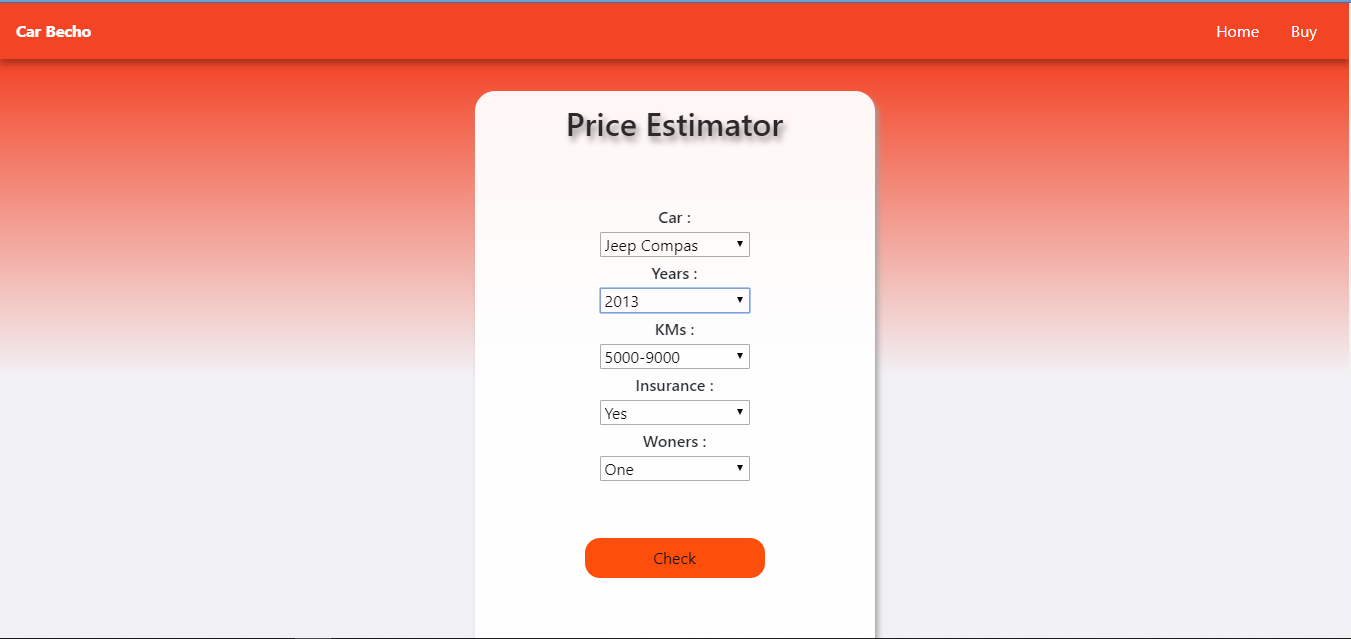 Car Becho Home Buy
Price Estimator
Car :
Jeep Compas
Years :
2013
KMs :
5000-9000
Insurance :
Yes
Woners :
One
Check